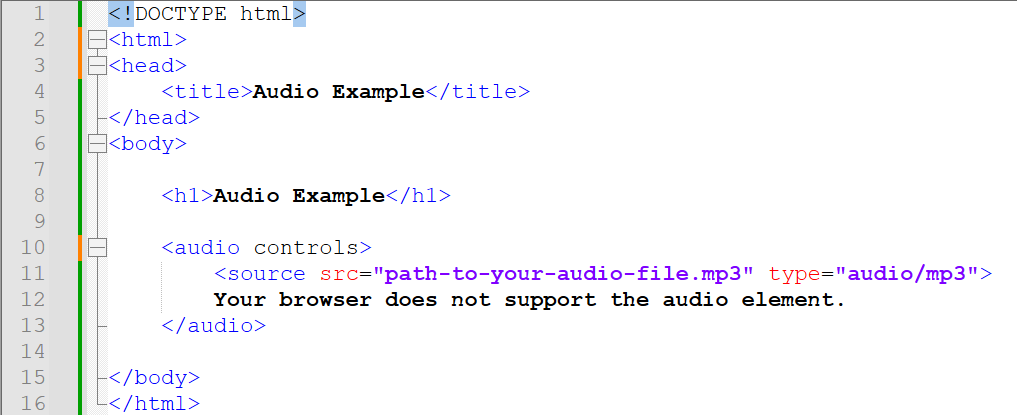 1 <!DOCTYPE html>
2 <html>
3 <head>
4     <title>Audio Example</title>
5 </head>
6 <body>
7
8     <h1>Audio Example</h1>
9
10     <audio controls>
11         <source src="path-to-your-audio-file.mp3" type="audio/mp3">
12         Your browser does not support the audio element.
13     </audio>
14
15 </body>
16 </html>